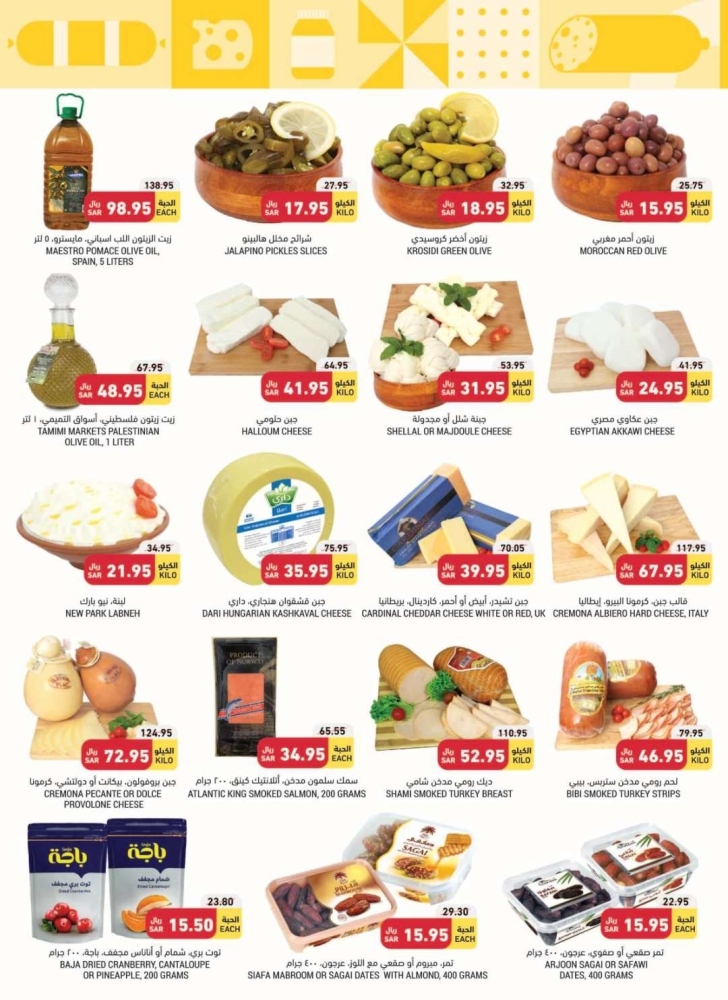 138.95
ريال SAR 98.95 الحبة EACH
زيت الزيتون اللب اسباني، مايسترو، ٥ لتر
MAESTRO POMACE OLIVE OIL,
SPAIN, 5 LITERS
27.95
ريال SAR 17.95 الكيلو KILO
شرائح مخلل هالبينو
JALAPINO PICKLES SLICES
32.95
ريال SAR 18.95 الكيلو KILO
زيتون أخضر كروسيدي
KROSIDI GREEN OLIVE
25.75
ريال SAR 15.95 الكيلو KILO
زيتون أحمر مغربي
MOROCCAN RED OLIVE
67.95
ريال SAR 48.95 الحبة EACH
زيت زيتون فلسطيني، أسواق التميمي، ١ لتر
TAMIMI MARKETS PALESTINIAN
OLIVE OIL, 1 LITER
64.95
ريال SAR 41.95 الكيلو KILO
جبن حلومي
HALLOUM CHEESE
53.95
ريال SAR 31.95 الكيلو KILO
جبنة شلل أو مجدولة
SHELLAL OR MAJDOULE CHEESE
41.95
ريال SAR 24.95 الكيلو KILO
جبن عكاوي مصري
EGYPTIAN AKKAWI CHEESE
34.95
ريال SAR 21.95 الكيلو KILO
لبنة، نيو بارك
NEW PARK LABNEH
داري
Dari
75.95
ريال SAR 35.95 الكيلو KILO
جبن قشقوان هنجاري، داري
DARI HUNGARIAN KASHKAVAL CHEESE
70.05
ريال SAR 39.95 الكيلو KILO
جبن تشيدر، أبيض أو أحمر، كاردينال، بريطانيا
CARDINAL CHEDDAR CHEESE WHITE OR RED, UK
117.95
ريال SAR 67.95 الكيلو KILO
قالب جبن، كرمونا البيرو، إيطاليا
CREMONA ALBIERO HARD CHEESE, ITALY
124.95
ريال SAR 72.95 الكيلو KILO
جبن بروفولون، بيكانت أو دولتشي، كرمونا
CREMONA PECANTE OR DOLCE
PROVOLONE CHEESE
PRODUCT
OF NORWAY
65.55
ريال SAR 34.95 الحبة EACH
سمك سلمون مدخن، أتلانتيك كينق، ٢٠٠ جرام
ATLANTIC KING SMOKED SALMON, 200 GRAMS
110.95
ريال SAR 52.95 الكيلو KILO
ديك رومي مدخن شامي
SHAMI SMOKED TURKEY BREAST
79.95
ريال SAR 46.95 الكيلو KILO
لحم رومي مدخن ستربس، بيبي
BIBI SMOKED TURKEY STRIPS
باجة
توت بري مجفف
Dried Cranberries
باجة
شمام مجفف
Dried Cantaloupe
23.80
ريال SAR 15.50 الحبة EACH
توت بري، شمام أو أناناس مجفف، باجة، ٢٠٠ جرام
BAJA DRIED CRANBERRY, CANTALOUPE
OR PINEAPPLE, 200 GRAMS
صقعي
SAGAI
29.30
ريال SAR 15.95 الحبة EACH
تمر، مبروم أو صقعي مع اللوز، عرجون، ٤٠٠ جرام
SIAFA MABROOM OR SAGAI DATES WITH ALMOND, 400 GRAMS
22.95
ريال SAR 15.95 الحبة EACH
تمر صقعي أو صفوي، عرجون، ٤٠٠ جرام
ARJOON SAGAI OR SAFAWI
DATES, 400 GRAMS